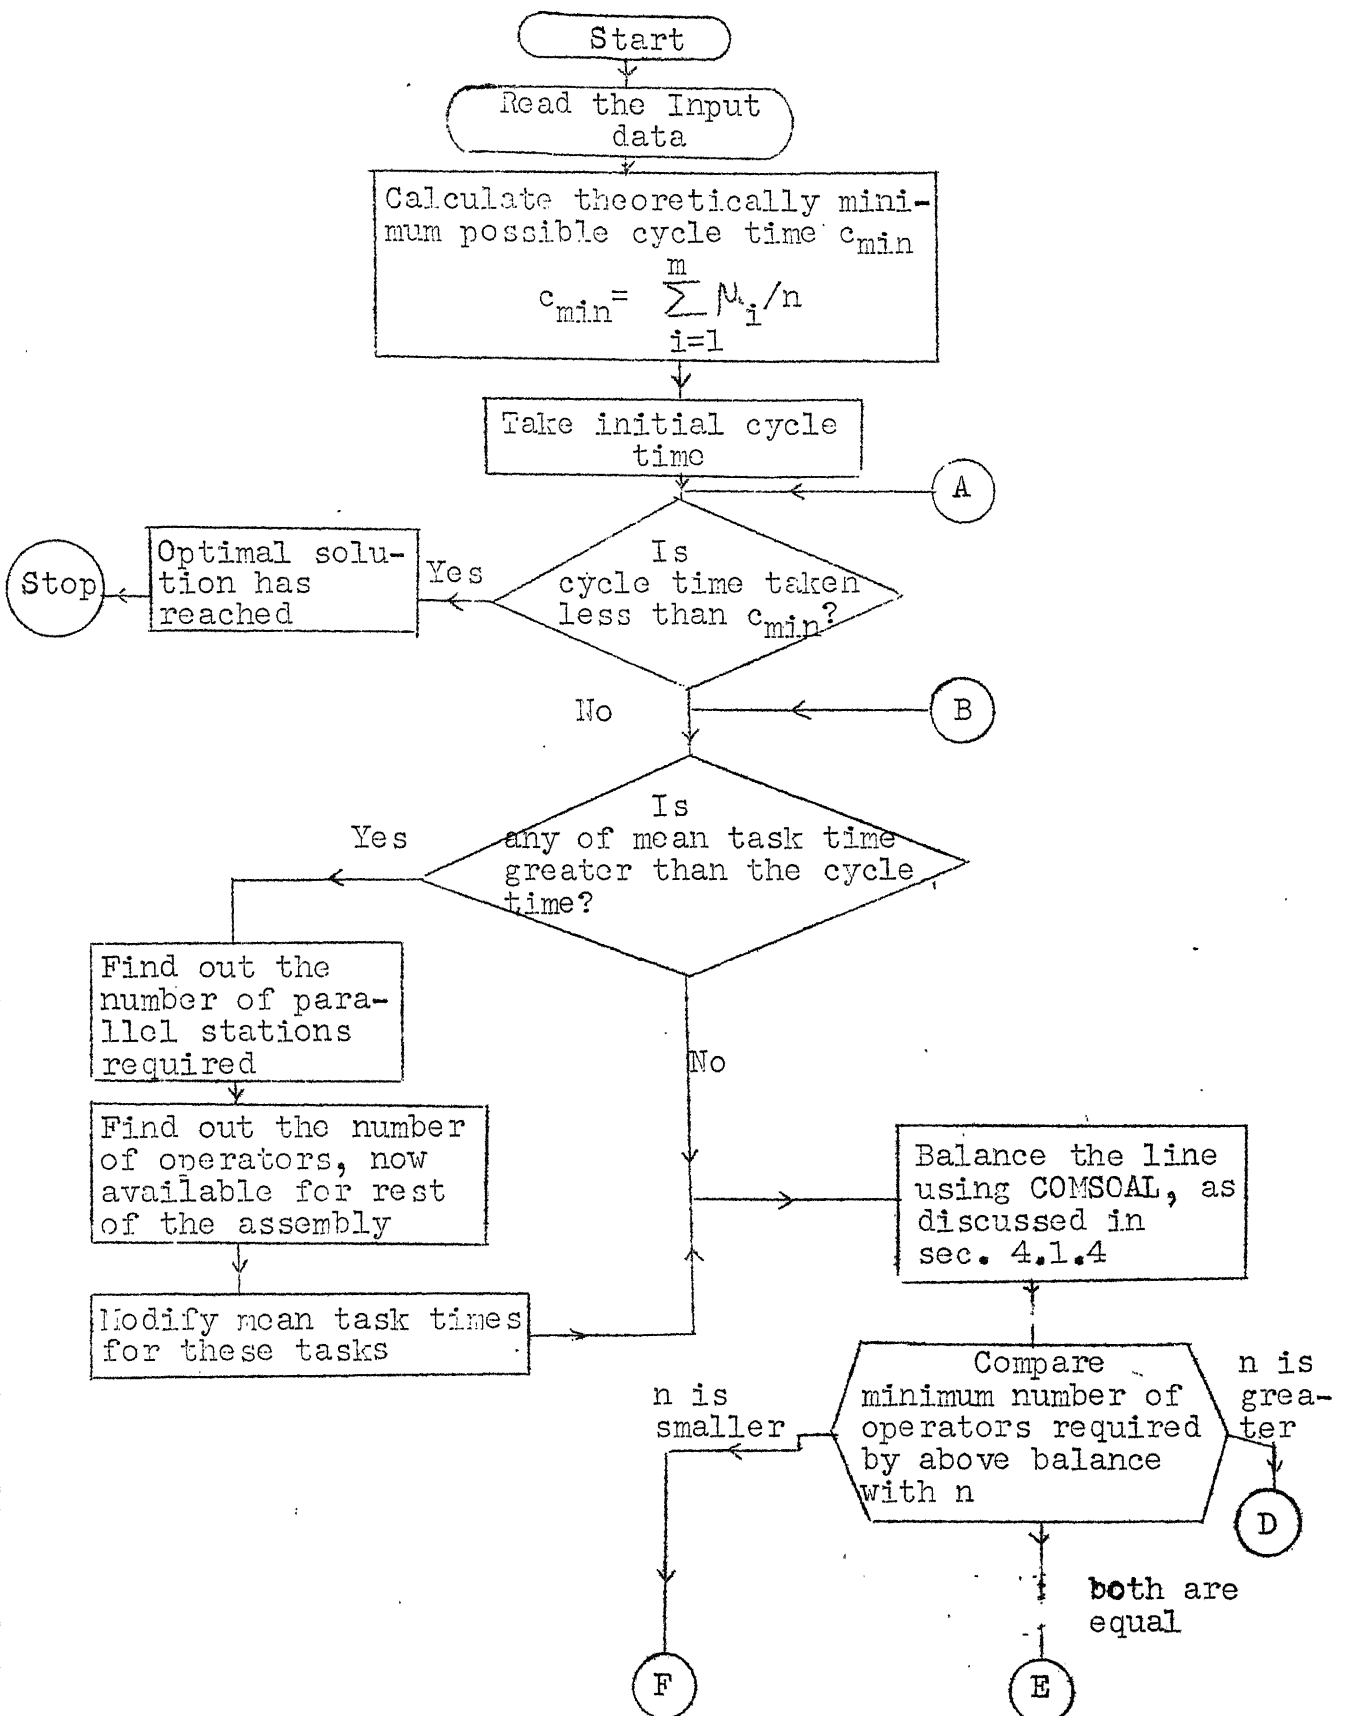 Start
Read the Input
data
Calculate theoretically mini-
mum possible cycle time c_min
m
c_min= ∑ μ_i/n
i=1
Take initial cycle
time
A
Is
cycle time taken
less than c_min?
Yes
Optimal solu-
tion has
reached
Stop
No
B
Is
any of mean task time
greater than the cycle
time?
Yes
Find out the
number of para-
llel stations
required
No
Find out the number
of operators, now
available for rest
of the assembly
Modify mean task times
for these tasks
Balance the line
using COMSOAL, as
discussed in
sec. 4.1.4
Compare
minimum number of
operators required
by above balance
with n
n is
smaller
n is
grea-
ter
D
both are
equal
F
E